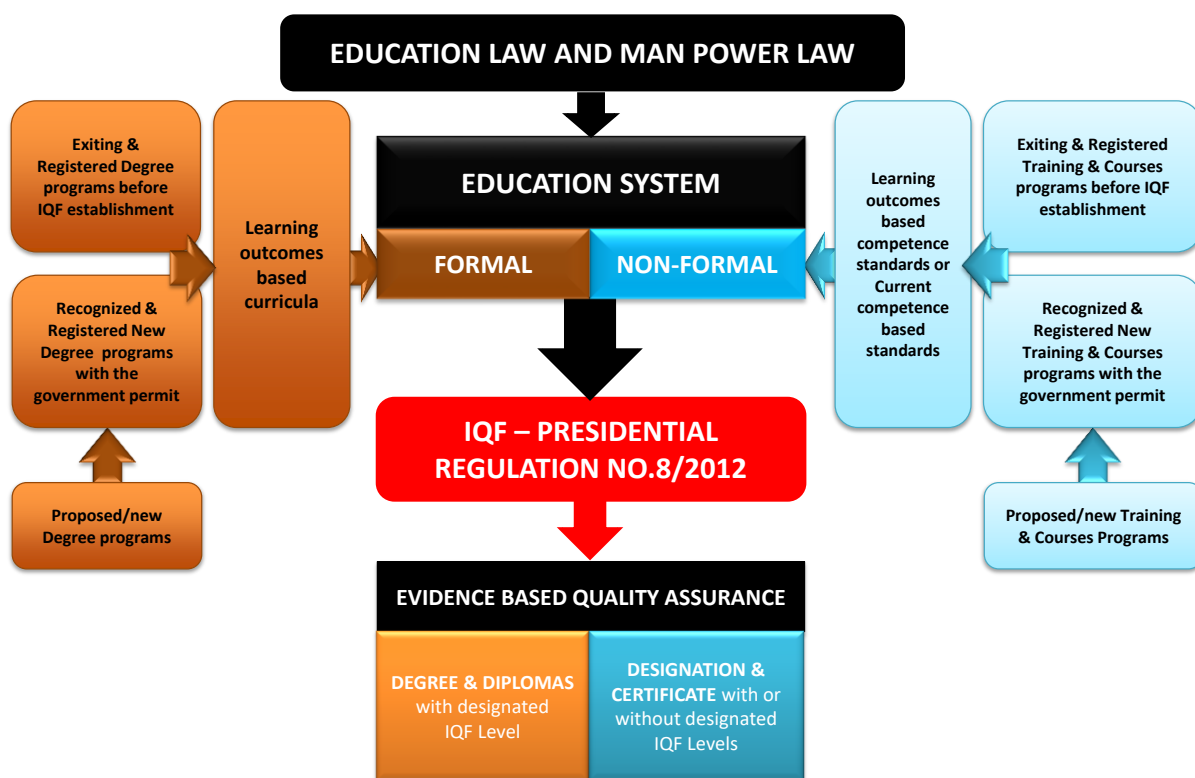 EDUCATION LAW AND MAN POWER LAW
Exiting &
Registered Degree
programs before
IQF establishment
Recognized &
Registered New
Degree programs
with the
government permit
Proposed/new
Degree programs
Learning
outcomes
based
curricula
EDUCATION SYSTEM
FORMAL
NON-FORMAL
Learning
outcomes
based
competence
standards or
Current
competence
based
standards
Exiting & Registered
Training & Courses
programs before IQF
establishment
Recognized &
Registered New
Training & Courses
programs with the
government permit
Proposed/new Training
& Courses Programs
IQF – PRESIDENTIAL
REGULATION NO.8/2012
EVIDENCE BASED QUALITY ASSURANCE
DEGREE & DIPLOMAS
with designated
IQF Level
DESIGNATION &
CERTIFICATE with or
without designated
IQF Levels